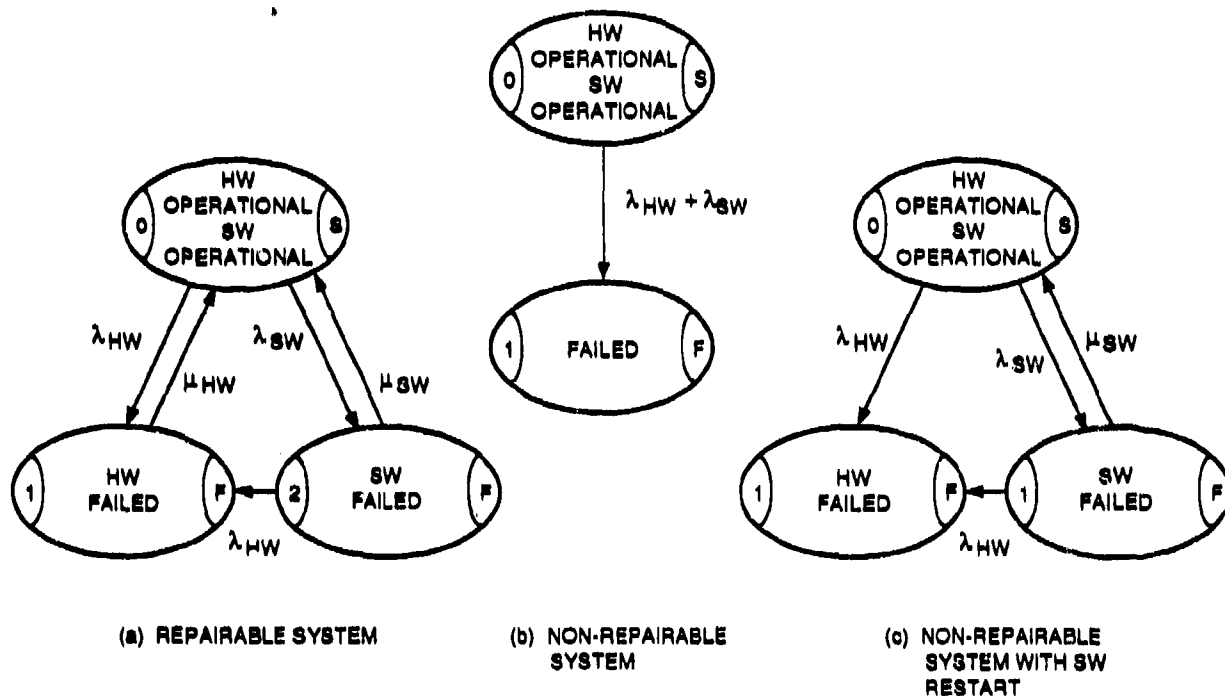 HW
OPERATIONAL
SW
OPERATIONAL
0
S
λHW
μHW
λSW
μSW
1
HW
FAILED
F
2
SW
FAILED
F
λHW
(a) REPAIRABLE SYSTEM
HW
OPERATIONAL
SW
OPERATIONAL
0
S
λHW + λSW
1
FAILED
F
(b) NON-REPAIRABLE
SYSTEM
HW
OPERATIONAL
SW
OPERATIONAL
0
S
λHW
λSW
μSW
1
HW
FAILED
F
1
SW
FAILED
F
λHW
(c) NON-REPAIRABLE
SYSTEM WITH SW
RESTART